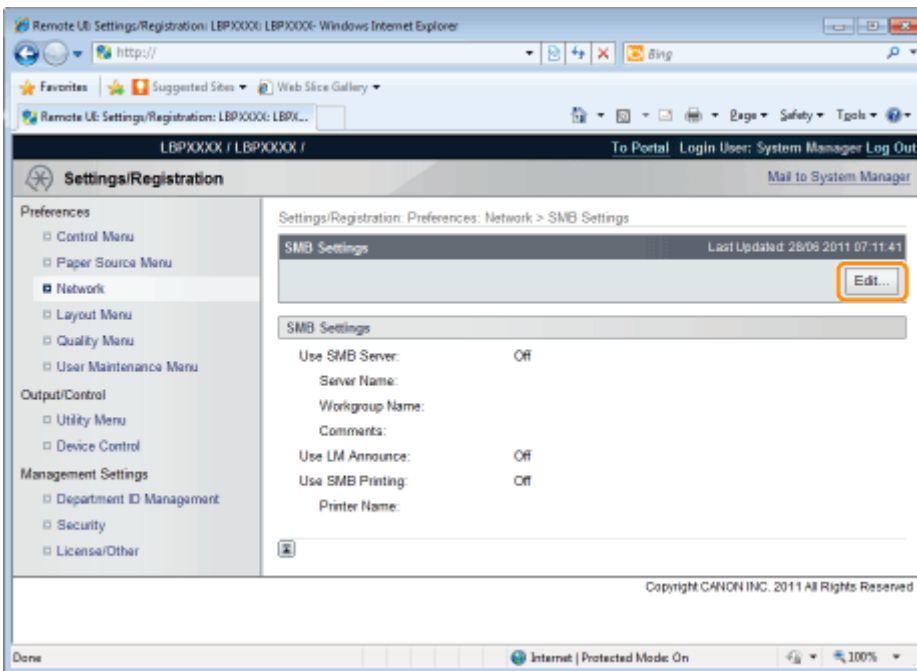 Remote UI: Settings/Registration: LBPXXXX: LBPXXXX- Windows Internet Explorer
http://
Bing
Favorites Suggested Sites Web Slice Gallery
Remote UI: Settings/Registration: LBPXXXX: LBPX...
Page Safety Tools
LBPXXXX / LBPXXXX /
To Portal Login User: System Manager Log Out
Settings/Registration
Mail to System Manager
Preferences
Control Menu
Paper Source Menu
Network
Layout Menu
Quality Menu
User Maintenance Menu
Output/Control
Utility Menu
Device Control
Management Settings
Department ID Management
Security
License/Other
Settings/Registration: Preferences: Network > SMB Settings
SMB Settings Last Updated: 28/06 2011 07:11:41
Edit...
SMB Settings
Use SMB Server: Off
Server Name:
Workgroup Name:
Comments:
Use LM Announce: Off
Use SMB Printing: Off
Printer Name:
Copyright CANON INC. 2011 All Rights Reserved
Done
Internet | Protected Mode: On
100%